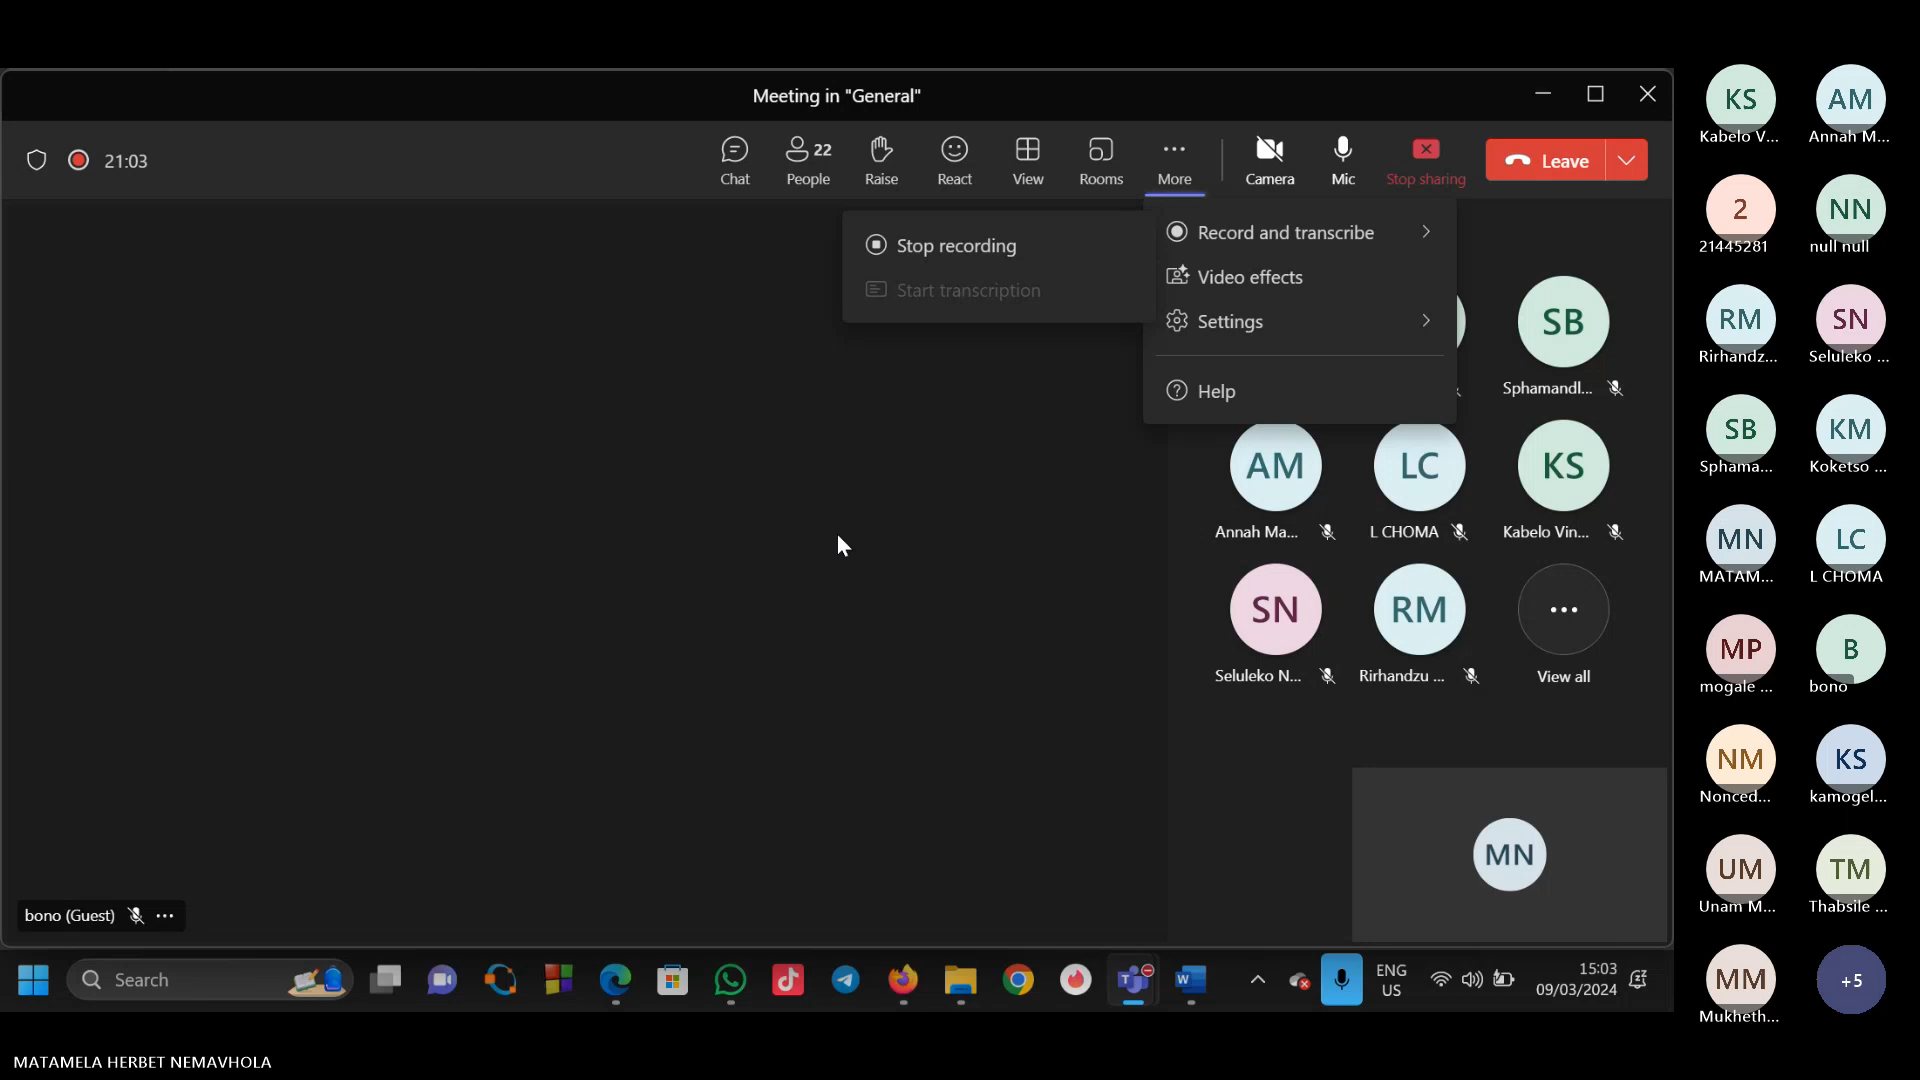 Meeting in "General"
21:03
Chat
22
People
Raise
React
View
Rooms
More
Camera
Mic
Stop sharing
Leave
Stop recording
Start transcription
Record and transcribe
Video effects
Settings
Help
SB
Sphamandl...
AM
Annah Ma...
LC
L CHOMA
KS
Kabelo Vin...
SN
Seluleko N...
RM
Rirhandzu ...
View all
MN
bono (Guest)
Search
ENG
US
15:03
09/03/2024
MATAMELA HERBET NEMAVHOLA
KS
Kabelo V...
AM
Annah M...
2
21445281
NN
null null
RM
Rirhandz...
SN
Seluleko ...
SB
Sphama...
KM
Koketso ...
MN
MATAM...
LC
L CHOMA
MP
mogale ...
B
bono
NM
Nonced...
KS
kamogel...
UM
Unam M...
TM
Thabsile ...
MM
Mukheth...
+5